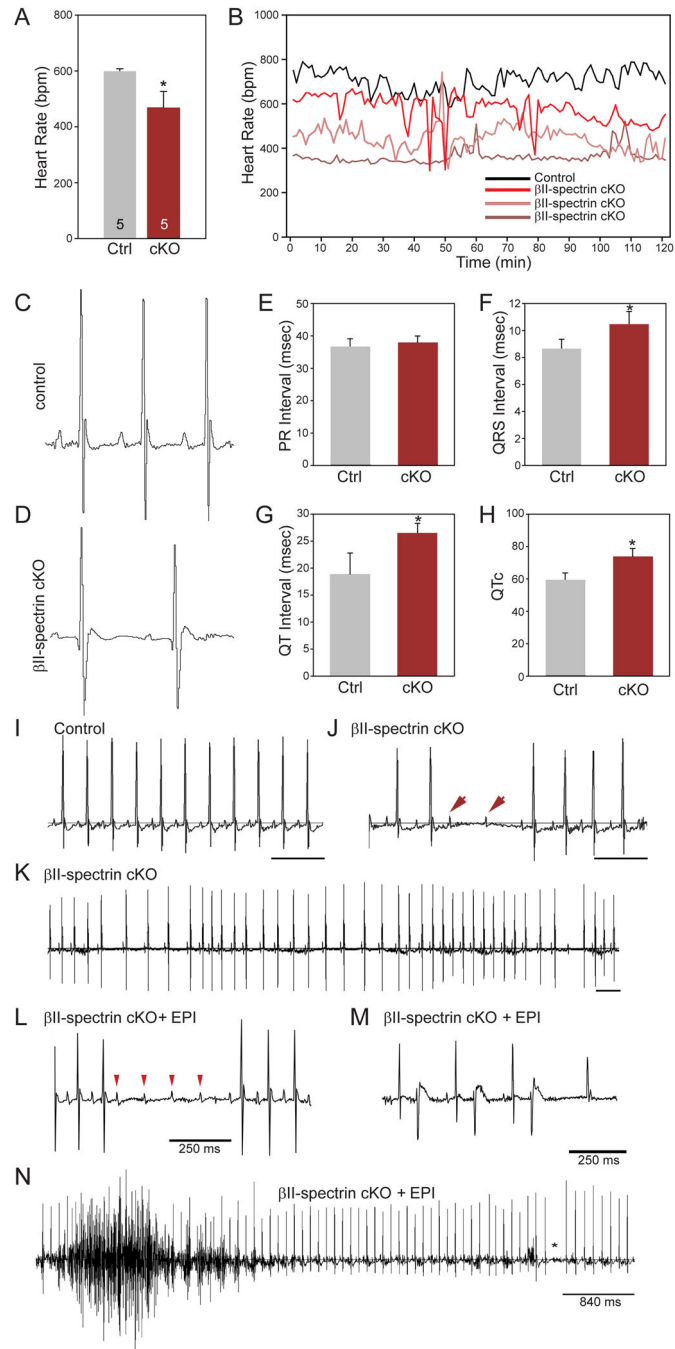 A
Heart Rate (bpm)
800
600
400
200
0
*
5
5
Ctrl
cKO
B
Heart Rate (bpm)
1000
800
600
400
200
0
Control
βII-spectrin cKO
βII-spectrin cKO
βII-spectrin cKO
0 10 20 30 40 50 60 70 80 90 100 110 120
Time (min)
C
control
D
βII-spectrin cKO
E
PR Interval (msec)
50
40
30
20
10
0
Ctrl
cKO
F
QRS Interval (msec)
12
10
8
6
4
2
0
*
Ctrl
cKO
G
QT Interval (msec)
30
25
20
15
10
5
0
*
Ctrl
cKO
H
QTc
100
80
60
40
20
0
*
Ctrl
cKO
I
Control
J
βII-spectrin cKO
K
βII-spectrin cKO
L
βII-spectrin cKO+ EPI
250 ms
M
βII-spectrin cKO + EPI
250 ms
N
βII-spectrin cKO + EPI
*
840 ms